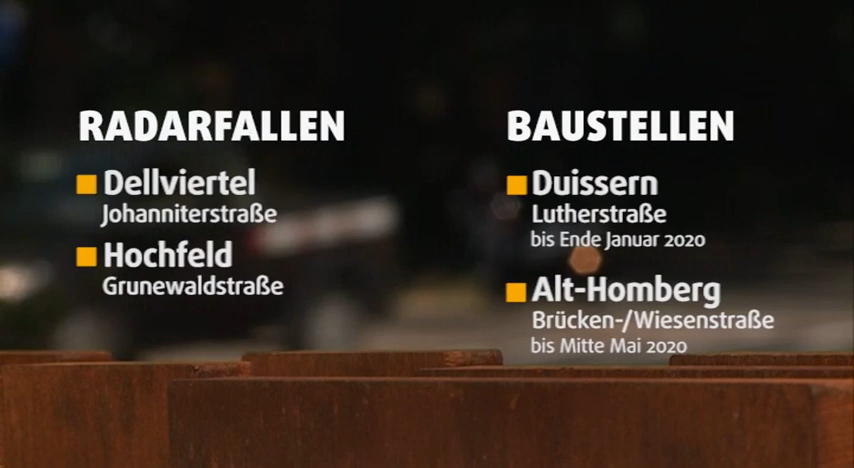 RADARFALLEN
Dellviertel
Johanniterstraße
Hochfeld
Grunewaldstraße
BAUSTELLEN
Duissern
Lutherstraße
bis Ende Januar 2020
Alt-Homberg
Brücken-/Wiesenstraße
bis Mitte Mai 2020